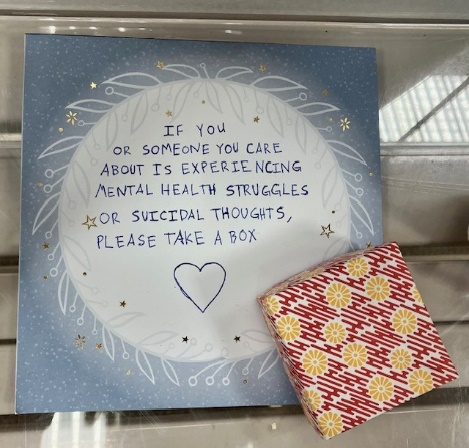 IF YOU
OR SOMEONE YOU CARE
ABOUT IS EXPERIENCING
MENTAL HEALTH STRUGGLES
OR SUICIDAL THOUGHTS,
PLEASE TAKE A BOX